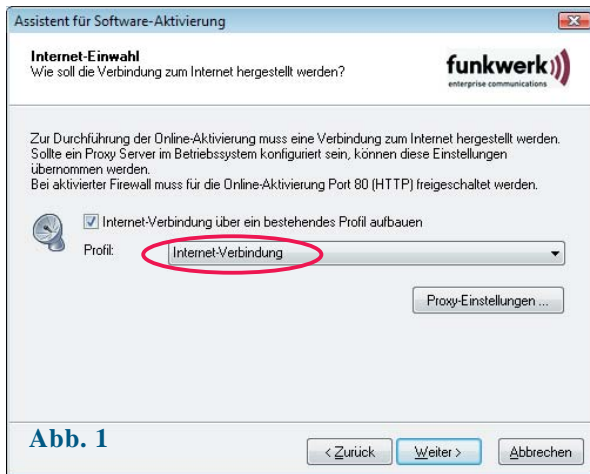 Assistent für Software-Aktivierung
Internet-Einwahl
Wie soll die Verbindung zum Internet hergestellt werden?
funkwerk
enterprise communications
Zur Durchführung der Online-Aktivierung muss eine Verbindung zum Internet hergestellt werden.
Sollte ein Proxy Server im Betriebssystem konfiguriert sein, können diese Einstellungen
übernommen werden.
Bei aktivierter Firewall muss für die Online-Aktivierung Port 80 (HTTP) freigeschaltet werden.
Internet-Verbindung über ein bestehendes Profil aufbauen
Profil: Internet-Verbindung
Proxy-Einstellungen ...
Abb. 1
< Zurück Weiter > Abbrechen